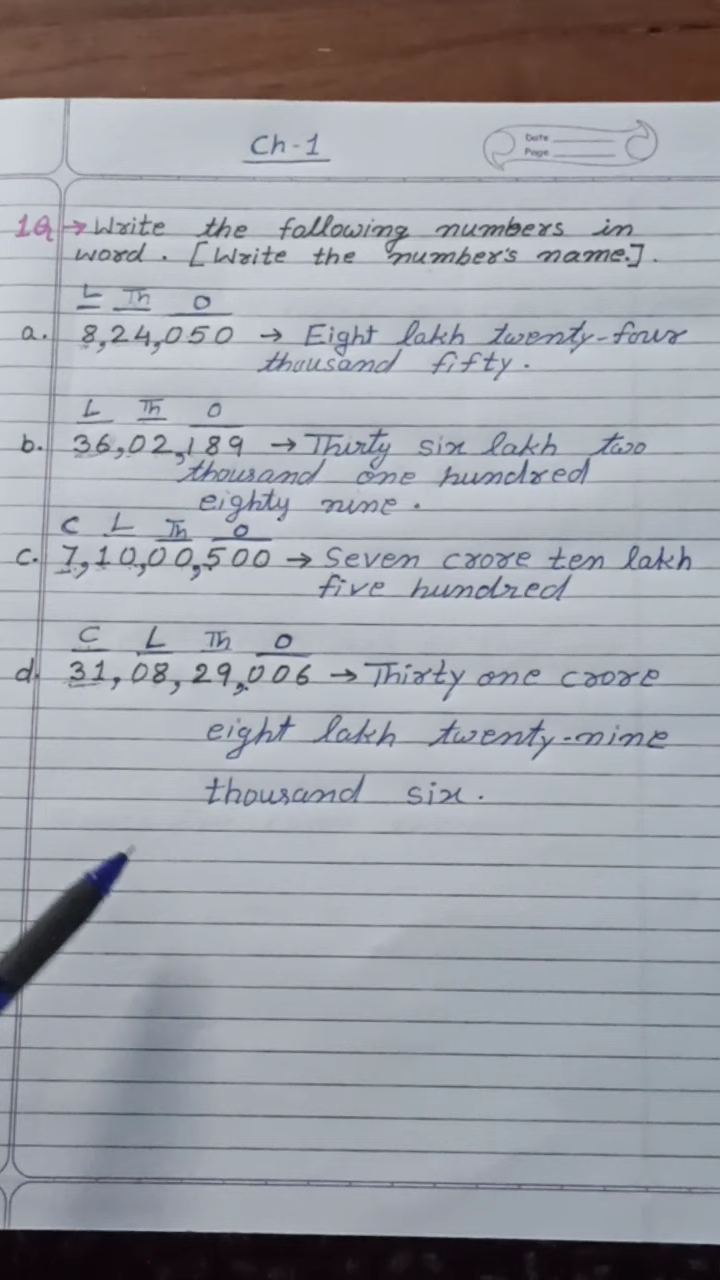 Ch-1
Date
Page
1Q → Write the following numbers in
word. [Write the number's name.].
L Th O
a. 8,24,050 → Eight lakh twenty-four
thousand fifty.
L Th O
b. 36,02,189 → Thirty six lakh two
thousand one hundred
eighty nine.
C L Th O
c. 7,10,00,500 → Seven crore ten lakh
five hundred
C L Th O
d. 31,08,29,006 → Thirty one crore
eight lakh twenty-nine
thousand six.